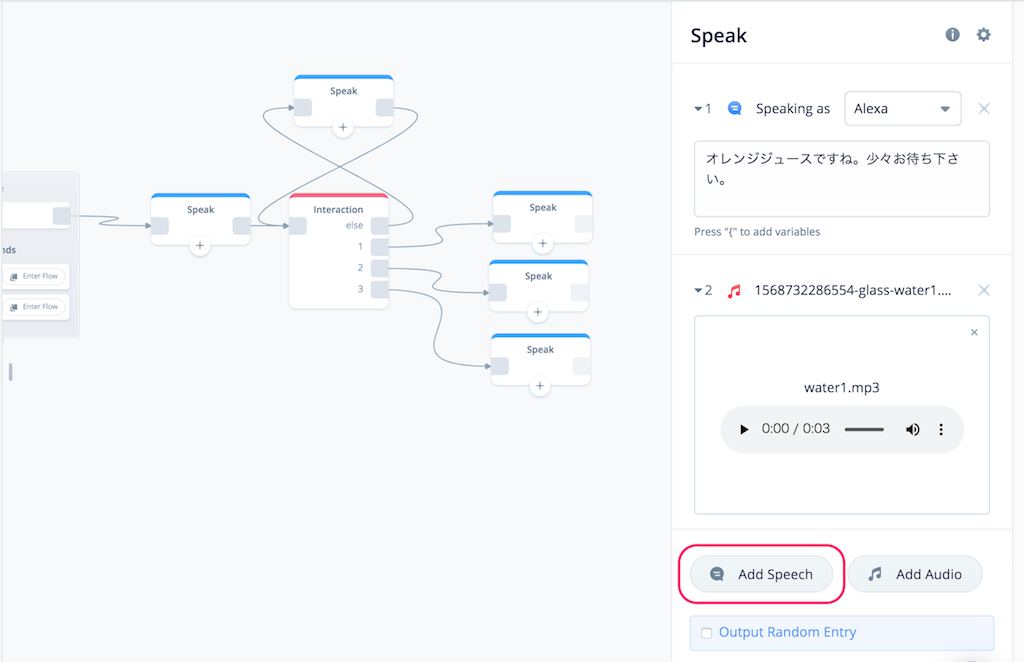 Speak
Interaction
else
1
2
3
Speak
Speak
Speak
Speak
nds
Enter Flow
Enter Flow
Speak
1
Speaking as
Alexa
オレンジジュースですね。少々お待ち下さ
い。
Press "{" to add variables
2
1568732286554-glass-water1....
water1.mp3
0:00 / 0:03
Add Speech
Add Audio
Output Random Entry